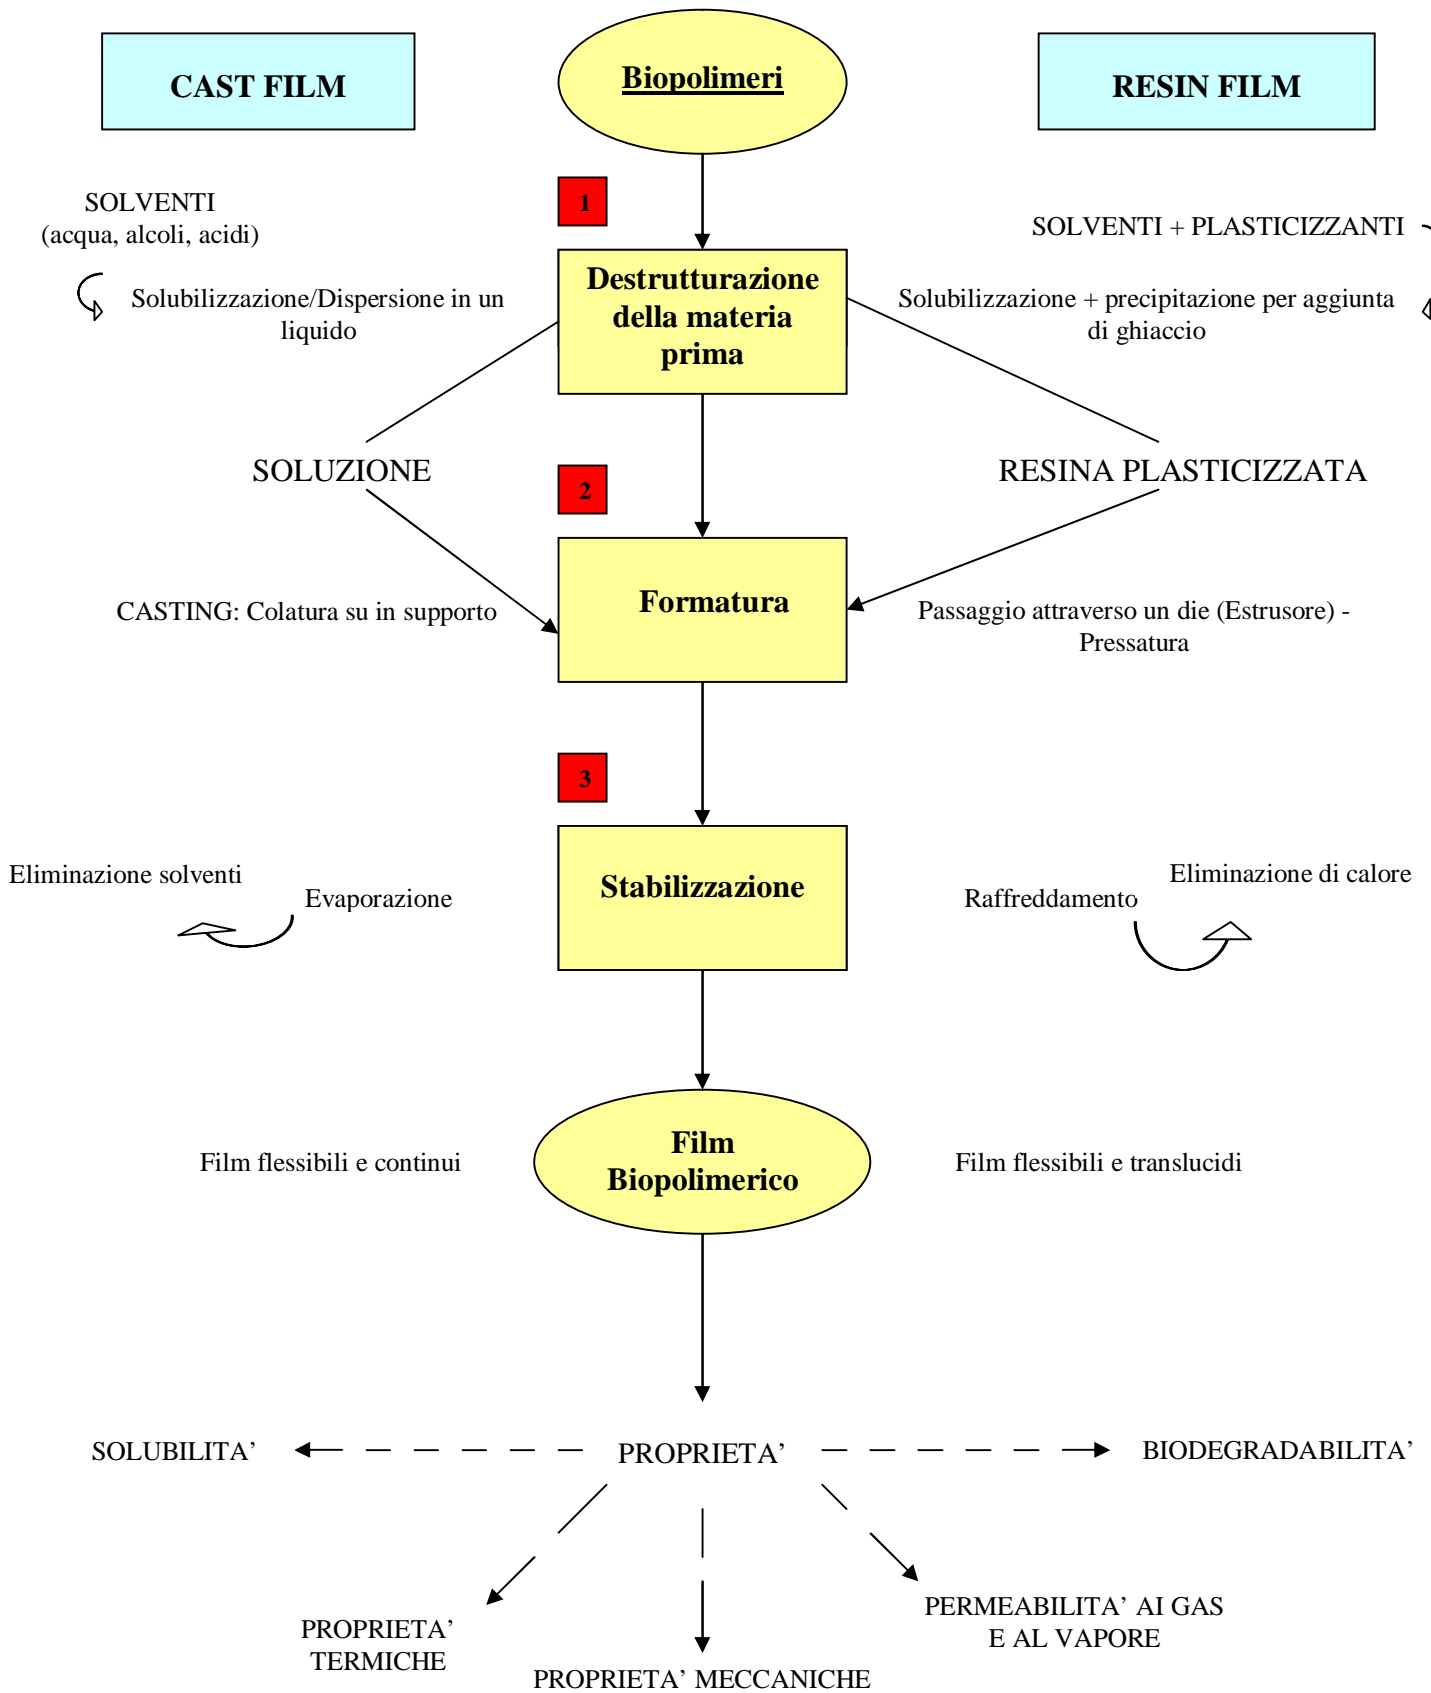 CAST FILM
Biopolimeri
RESIN FILM
1
SOLVENTI
(acqua, alcoli, acidi)
SOLVENTI + PLASTICIZZANTI
Destrutturazione
della materia
prima
Solubilizzazione/Dispersione in un
liquido
Solubilizzazione + precipitazione per aggiunta
di ghiaccio
SOLUZIONE
RESINA PLASTICIZZATA
2
Formatura
CASTING: Colatura su in supporto
Passaggio attraverso un die (Estrusore) -
Pressatura
3
Stabilizzazione
Eliminazione solventi
Evaporazione
Raffreddamento
Eliminazione di calore
Film flessibili e continui
Film
Biopolimerico
Film flessibili e translucidi
SOLUBILITA’
PROPRIETA’
BIODEGRADABILITA’
PROPRIETA’
TERMICHE
PROPRIETA’ MECCANICHE
PERMEABILITA’ AI GAS
E AL VAPORE